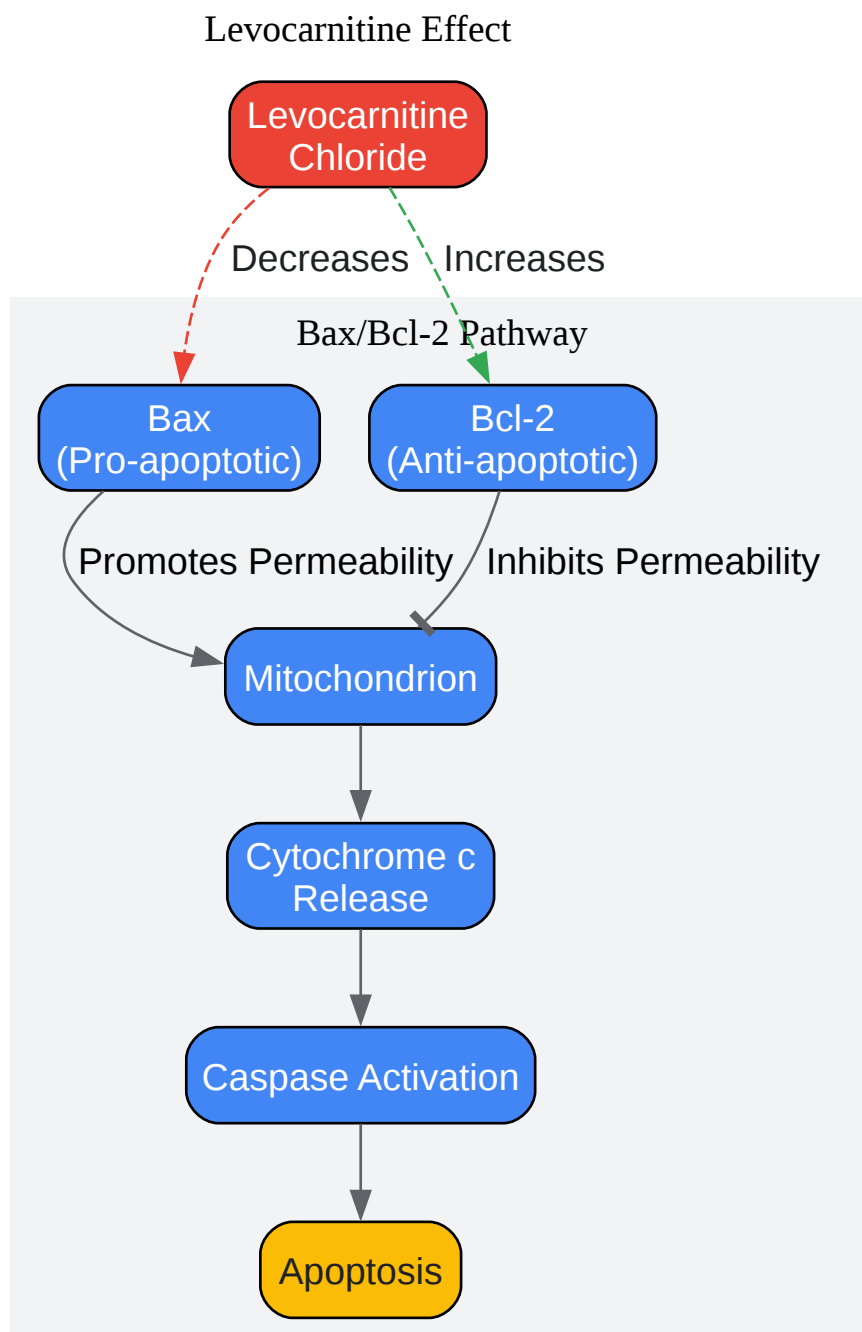 Levocarnitine Effect
Levocarnitine
Chloride
Decreases
Increases
Bax/Bcl-2 Pathway
Bax
(Pro-apoptotic)
Bcl-2
(Anti-apoptotic)
Promotes Permeability
Inhibits Permeability
Mitochondrion
Cytochrome c
Release
Caspase Activation
Apoptosis